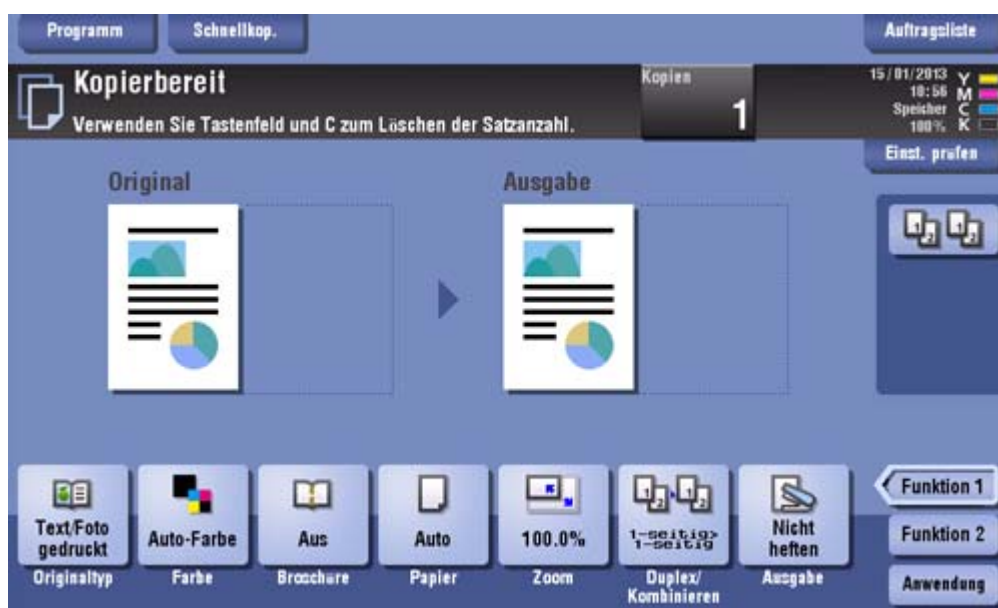 Programm
Schnellkop.
Auftragsliste
Kopierbereit
Verwenden Sie Tastenfeld und C zum Löschen der Satzanzahl.
Kopien
1
15/01/2013
10:56
Speicher
100%
Y
M
C
K
Einst. prüfen
Original
Ausgabe
Text/Foto
gedruckt
Auto-Farbe
Aus
Auto
100.0%
1-seitig>
1-seitig
Nicht
heften
Originaltyp
Farbe
Broschüre
Papier
Zoom
Duplex/
Kombinieren
Ausgabe
Funktion 1
Funktion 2
Anwendung